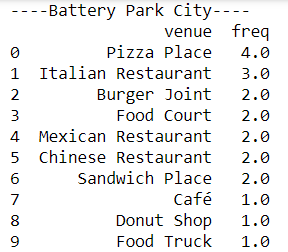 ----Battery Park City----
venue freq
0 Pizza Place 4.0
1 Italian Restaurant 3.0
2 Burger Joint 2.0
3 Food Court 2.0
4 Mexican Restaurant 2.0
5 Chinese Restaurant 2.0
6 Sandwich Place 2.0
7 Café 1.0
8 Donut Shop 1.0
9 Food Truck 1.0